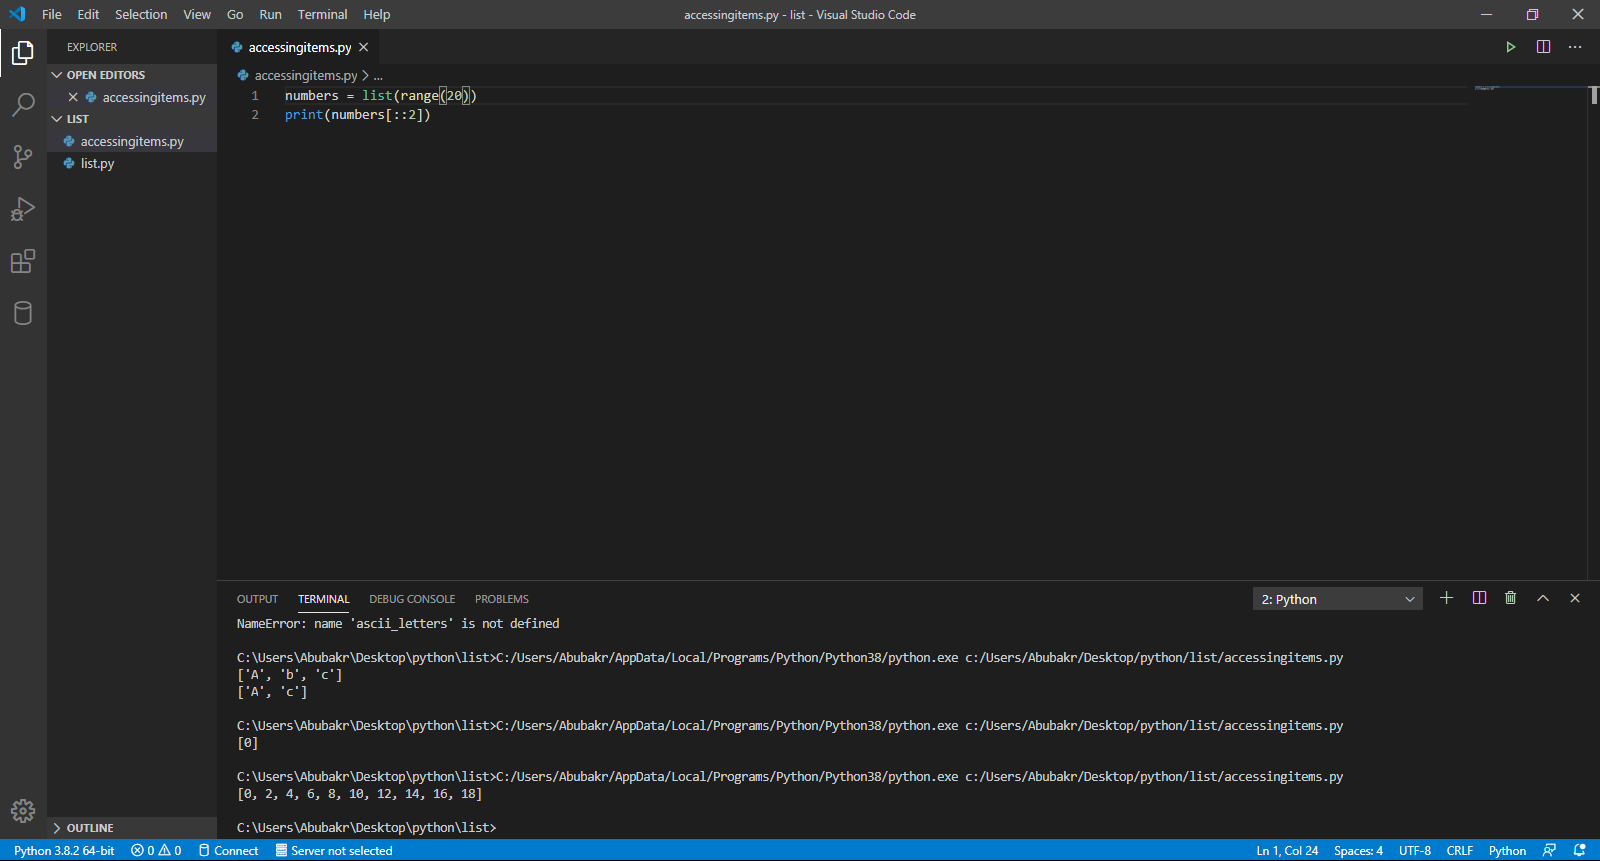 File Edit Selection View Go Run Terminal Help
accessingitems.py - list - Visual Studio Code
EXPLORER
OPEN EDITORS
accessingitems.py
LIST
accessingitems.py
list.py
OUTLINE
accessingitems.py
accessingitems.py > ...
1 numbers = list(range(20))
2 print(numbers[::2])
OUTPUT TERMINAL DEBUG CONSOLE PROBLEMS
2: Python
NameError: name 'ascii_letters' is not defined
C:\Users\Abubakr\Desktop\python\list>C:/Users/Abubakr/AppData/Local/Programs/Python/Python38/python.exe c:/Users/Abubakr/Desktop/python/list/accessingitems.py
['A', 'b', 'c']
['A', 'c']
C:\Users\Abubakr\Desktop\python\list>C:/Users/Abubakr/AppData/Local/Programs/Python/Python38/python.exe c:/Users/Abubakr/Desktop/python/list/accessingitems.py
[0]
C:\Users\Abubakr\Desktop\python\list>C:/Users/Abubakr/AppData/Local/Programs/Python/Python38/python.exe c:/Users/Abubakr/Desktop/python/list/accessingitems.py
[0, 2, 4, 6, 8, 10, 12, 14, 16, 18]
C:\Users\Abubakr\Desktop\python\list>
Python 3.8.2 64-bit 0 0 Connect Server not selected Ln 1, Col 24 Spaces: 4 UTF-8 CRLF Python